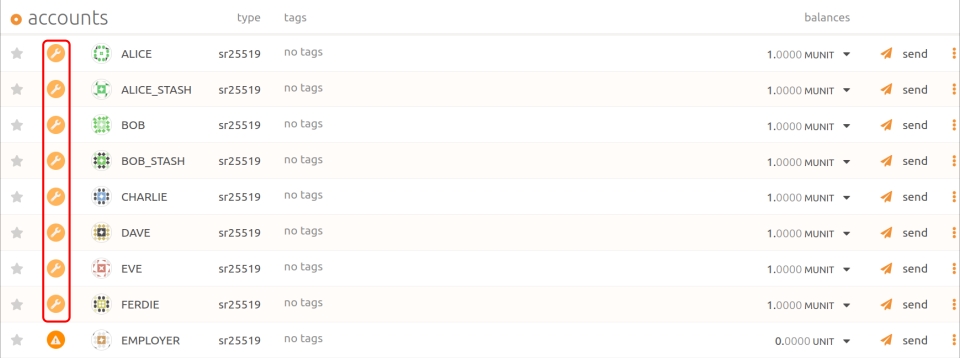 accounts type tags balances
ALICE sr25519 no tags 1.0000 MUNIT send
ALICE_STASH sr25519 no tags 1.0000 MUNIT send
BOB sr25519 no tags 1.0000 MUNIT send
BOB_STASH sr25519 no tags 1.0000 MUNIT send
CHARLIE sr25519 no tags 1.0000 MUNIT send
DAVE sr25519 no tags 1.0000 MUNIT send
EVE sr25519 no tags 1.0000 MUNIT send
FERDIE sr25519 no tags 1.0000 MUNIT send
EMPLOYER sr25519 no tags 0.0000 UNIT send